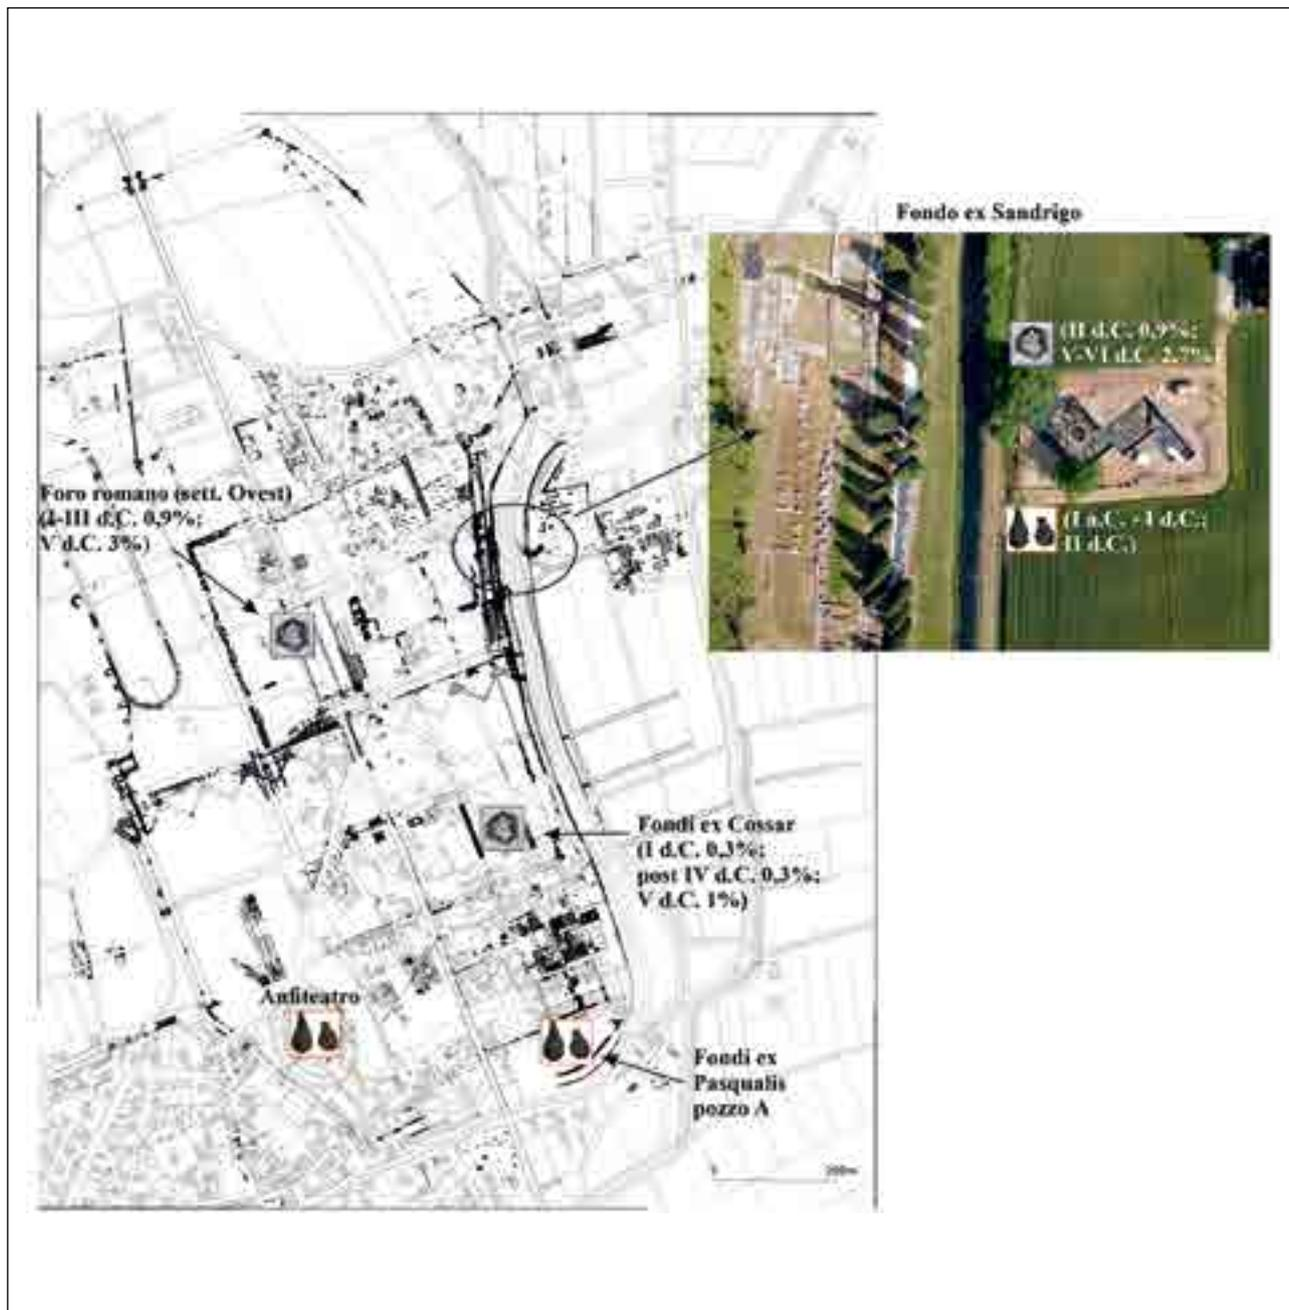 Fondo ex Sandrigo
(II d.C. 0,9%;
V-VI d.C. 2,7%)
(I a.C. - I d.C.;
II d.C.)
Foro romano (sett. Ovest)
(I-III d.C. 0,9%;
V d.C. 3%)
Fondi ex Cossar
(I d.C. 0,3%;
post IV d.C. 0,3%;
V d.C. 1%)
Anfiteatro
Fondi ex
Pasqualis
pozzo A